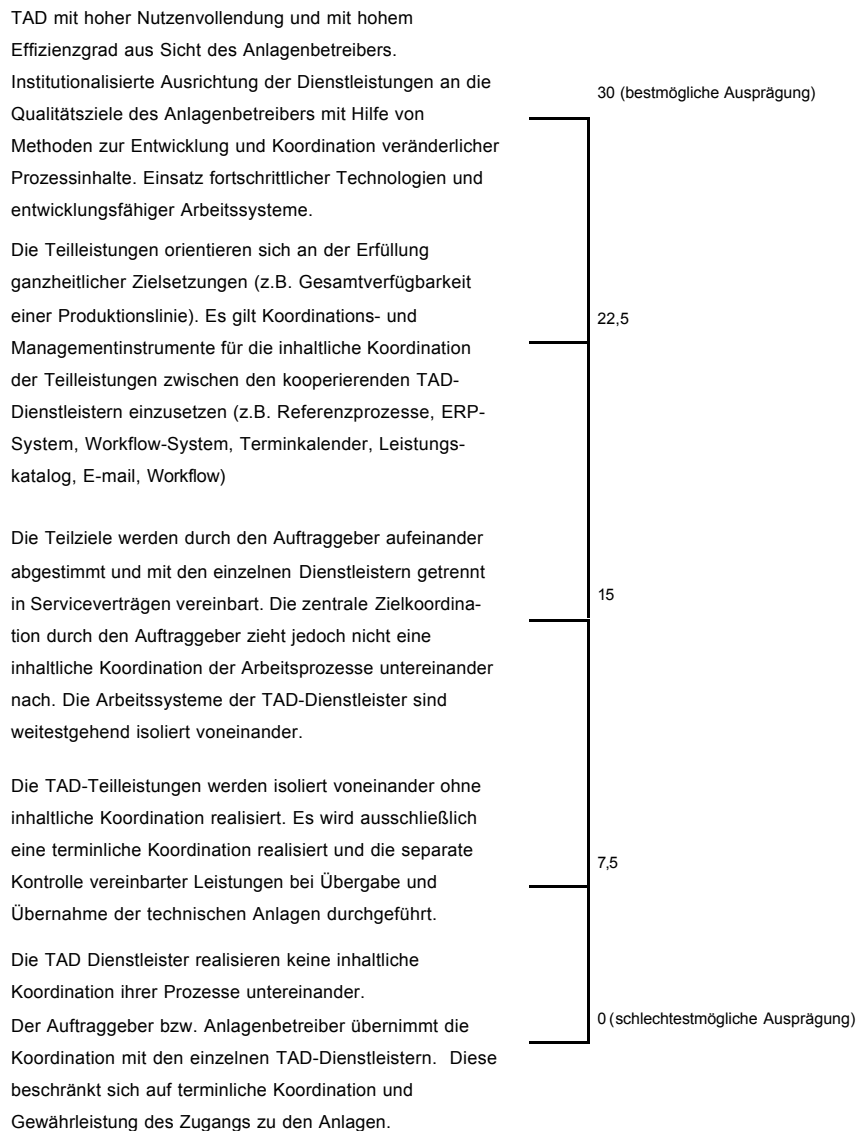 TAD mit hoher Nutzenvollendung und mit hohem
Effizienzgrad aus Sicht des Anlagenbetreibers.
Institutionalisierte Ausrichtung der Dienstleistungen an die
Qualitätsziele des Anlagenbetreibers mit Hilfe von
Methoden zur Entwicklung und Koordination veränderlicher
Prozessinhalte. Einsatz fortschrittlicher Technologien und
entwicklungsfähiger Arbeitssysteme.
30 (bestmögliche Ausprägung)
Die Teilleistungen orientieren sich an der Erfüllung
ganzheitlicher Zielsetzungen (z.B. Gesamtverfügbarkeit
einer Produktionslinie). Es gilt Koordinations- und
Managementinstrumente für die inhaltliche Koordination
der Teilleistungen zwischen den kooperierenden TAD-
Dienstleistern einzusetzen (z.B. Referenzprozesse, ERP-
System, Workflow-System, Terminkalender, Leistungs-
katalog, E-mail, Workflow)
22,5
Die Teilziele werden durch den Auftraggeber aufeinander
abgestimmt und mit den einzelnen Dienstleistern getrennt
in Serviceverträgen vereinbart. Die zentrale Zielkoordina-
tion durch den Auftraggeber zieht jedoch nicht eine
inhaltliche Koordination der Arbeitsprozesse untereinander
nach. Die Arbeitssysteme der TAD-Dienstleister sind
weitestgehend isoliert voneinander.
15
Die TAD-Teilleistungen werden isoliert voneinander ohne
inhaltliche Koordination realisiert. Es wird ausschließlich
eine terminliche Koordination realisiert und die separate
Kontrolle vereinbarter Leistungen bei Übergabe und
Übernahme der technischen Anlagen durchgeführt.
7,5
Die TAD Dienstleister realisieren keine inhaltliche
Koordination ihrer Prozesse untereinander.
Der Auftraggeber bzw. Anlagenbetreiber übernimmt die
Koordination mit den einzelnen TAD-Dienstleistern. Diese
beschränkt sich auf terminliche Koordination und
Gewährleistung des Zugangs zu den Anlagen.
0 (schlechtestmögliche Ausprägung)